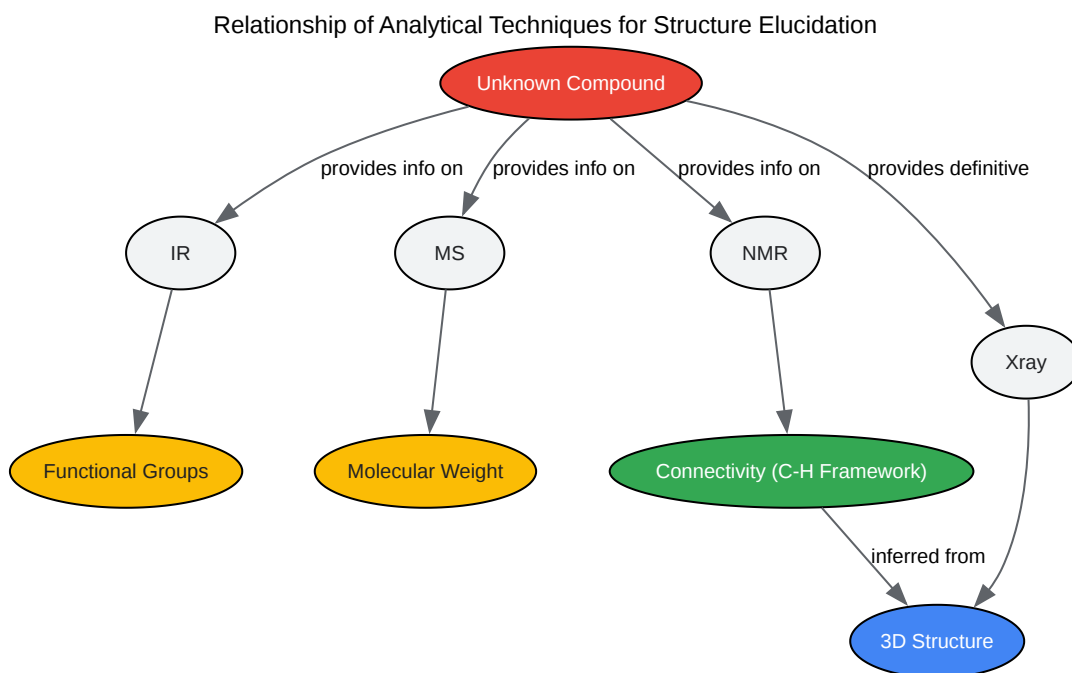 Relationship of Analytical Techniques for Structure Elucidation
Unknown Compound
provides info on
provides info on
provides info on
provides definitive
IR
MS
NMR
Xray
Functional Groups
Molecular Weight
Connectivity (C-H Framework)
inferred from
3D Structure